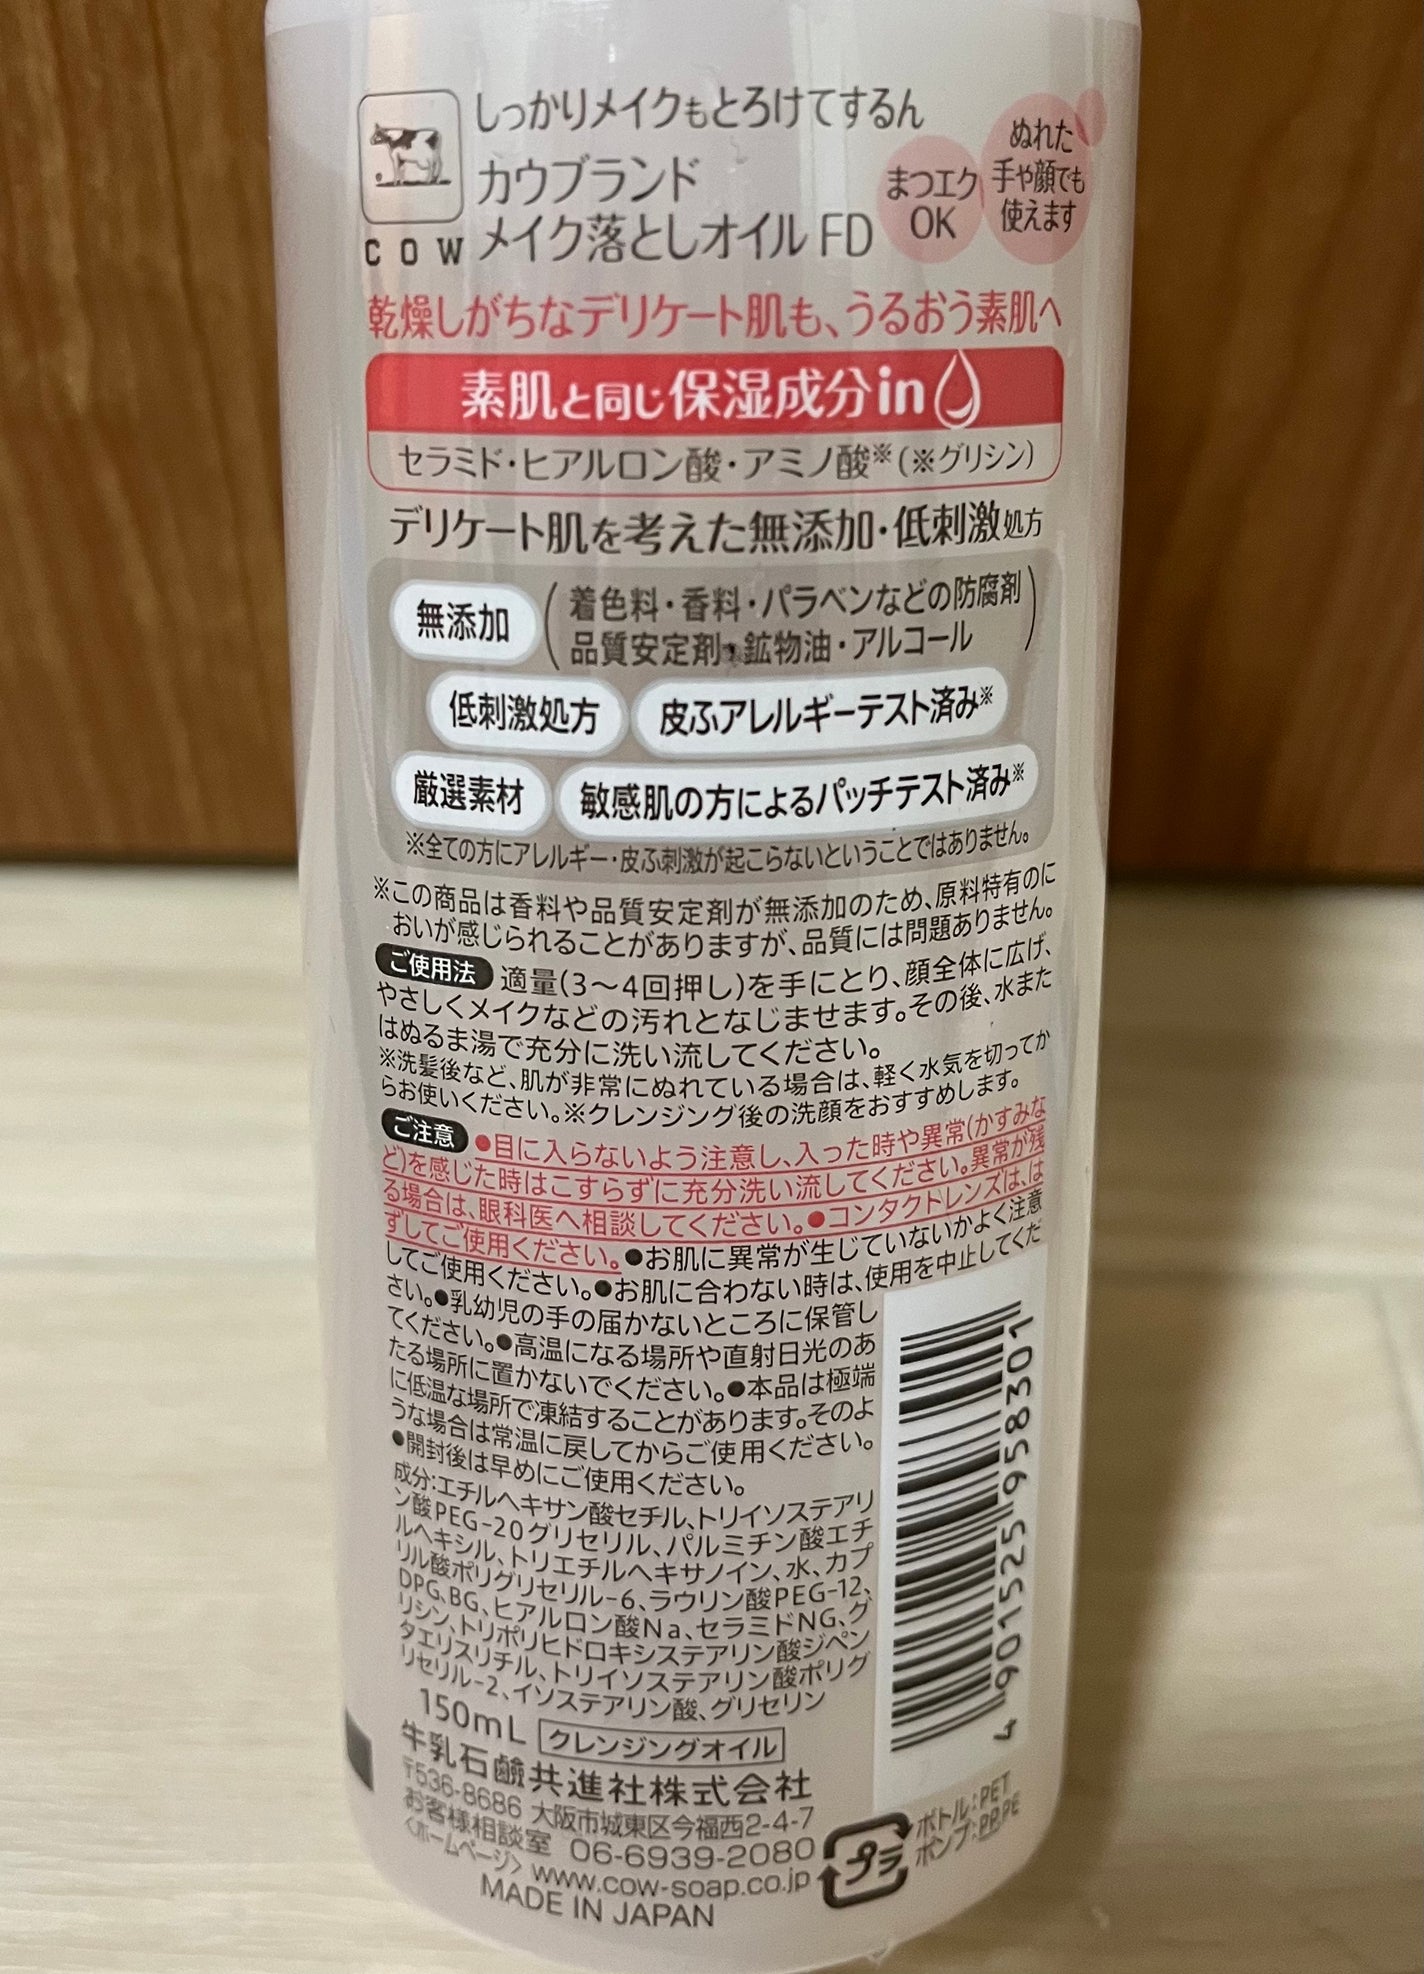 しっかりメイクもとろけてするん
カウブランド
メイク落としオイル FD
COW
まつエク
OK
ぬれた
手や顔でも
使えます
乾燥しがちなデリケート肌も、うるおう素肌へ
素肌と同じ保湿成分in
セラミド・ヒアルロン酸・アミノ酸※(※グリシン)
デリケート肌を考えた無添加・低刺激処方
無添加
着色料・香料・パラベンなどの防腐剤
品質安定剤・鉱物油・アルコール
低刺激処方 皮ふアレルギーテスト済み※
厳選素材 敏感肌の方によるパッチテスト済み※
※全ての方にアレルギー・皮ふ刺激が起こらないということではありません。
※この商品は香料や品質安定剤が無添加のため、原料特有のに
おいが感じられることがありますが、品質には問題ありません。
ご使用法 適量(3〜4回押し)を手にとり、顔全体に広げ、
やさしくメイクなどの汚れとなじませます。その後、水また
はぬるま湯で充分に洗い流してください。
※洗髪後など、肌が非常にぬれている場合は、軽く水気を切ってか
らお使いください。※クレンジング後の洗顔をおすすめします。
ご注意 ●目に入らないよう注意し、入った時や異常(かすみな
ど)を感じた時はこすらずに充分洗い流してください。異常が残
る場合は、眼科医へ相談してください。●コンタクトレンズは、は
ずしてご使用ください。●お肌に異常が生じていないかよく注意
してご使用ください。●お肌に合わない時は、使用を中止してくだ
さい。●乳幼児の手の届かないところに保管し
てください。●高温になる場所や直射日光のあ
たる場所に置かないでください。●本品は極端
に低温な場所で凍結することがあります。そのよ
うな場合は常温に戻してからご使用ください。
●開封後は早めにご使用ください。
成分:エチルヘキサン酸セチル、トリイソステアリ
ン酸PEG-20グリセリル、パルミチン酸エチ
ルヘキシル、トリエチルヘキサノイン、水、カプ
リル酸ポリグリセリル-6、ラウリン酸PEG-12、
DPG、BG、ヒアルロン酸Na、セラミドNG、グ
リシン、トリポリヒドロキシステアリン酸ジペン
タエリスリチル、トリイソステアリン酸ポリグ
リセリル-2、イソステアリン酸、グリセリン
150mL クレンジングオイル
牛乳石鹼共進社株式会社
〒536-8686 大阪市城東区今福西2-4-7
お客様相談室 06-6939-2080
<ホームページ> www.cow-soap.co.jp
MADE IN JAPAN
プラ
ボトル:PET
ポンプ:PP,PE
4 901525 958301